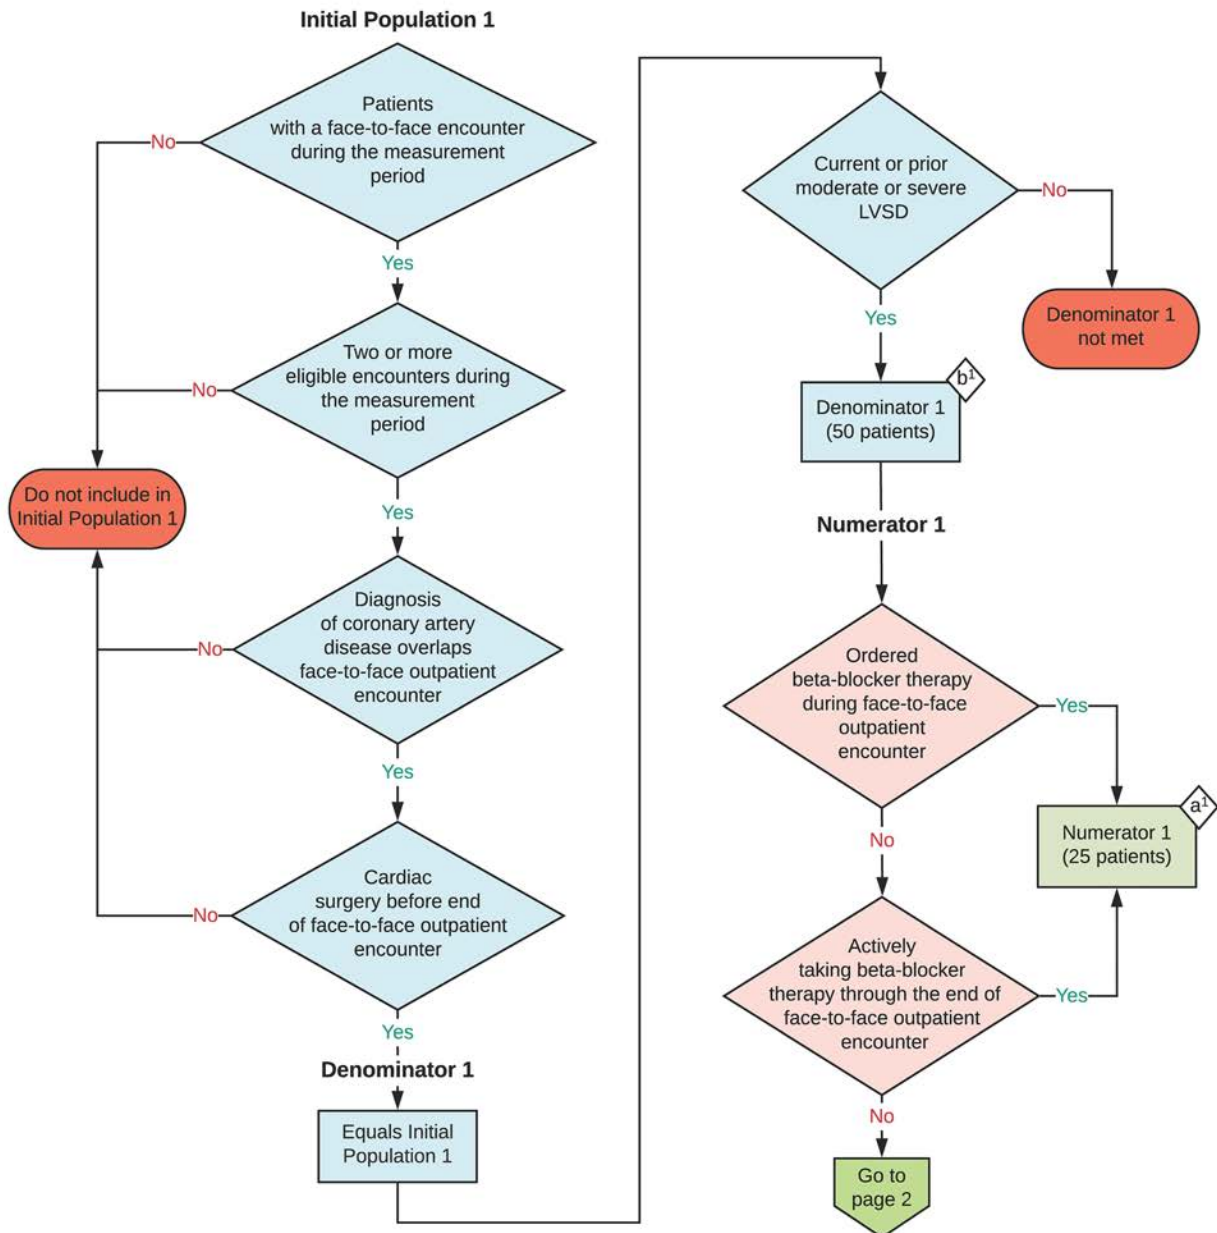 Initial Population 1
Patients
with a face-to-face encounter
during the measurement
period
No
Yes
Two or more
eligible encounters during
the measurement
period
No
Do not include in
Initial Population 1
Yes
Diagnosis
of coronary artery
disease overlaps
face-to-face outpatient
encounter
No
Yes
Cardiac
surgery before end
of face-to-face outpatient
encounter
No
Yes
Denominator 1
Equals Initial
Population 1
Current or prior
moderate or severe
LVSD
No
Denominator 1
not met
Yes
b¹
Denominator 1
(50 patients)
Numerator 1
Ordered
beta-blocker therapy
during face-to-face
outpatient
encounter
Yes
a¹
Numerator 1
(25 patients)
No
Actively
taking beta-blocker
therapy through the end of
face-to-face outpatient
encounter
Yes
No
Go to
page 2